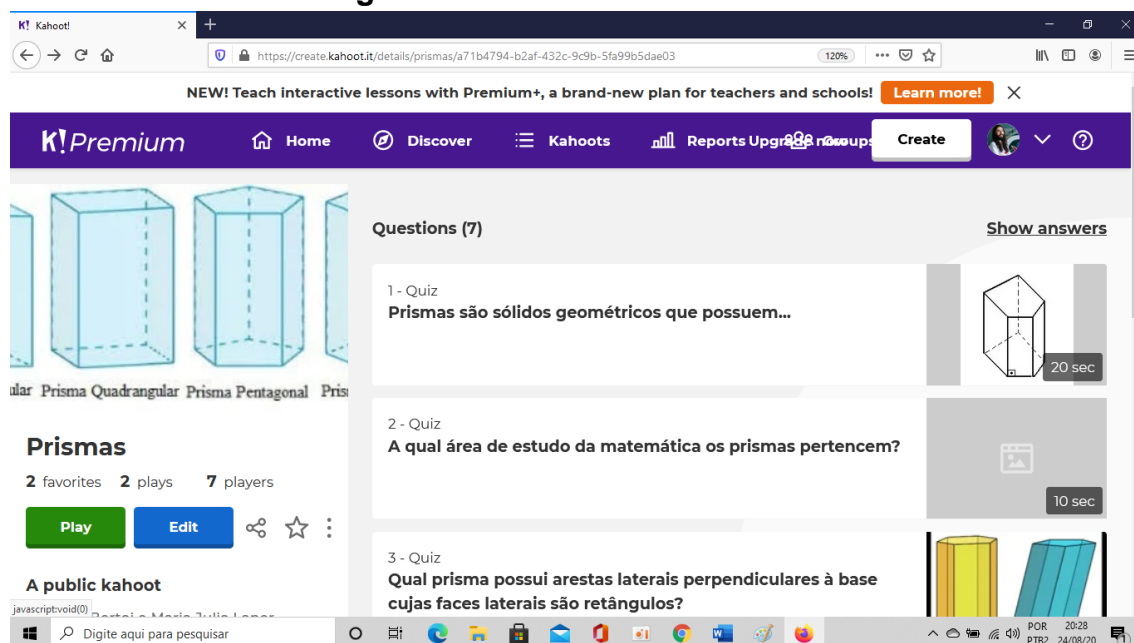 Kahoot!
https://create.kahoot.it/details/prismas/a71b4794-b2af-432c-9c9b-5fa99b5dae03
120%
NEW! Teach interactive lessons with Premium+, a brand-new plan for teachers and schools! Learn more!
K! Premium Home Discover Kahoots Reports Upgrade now Groups Create
ular Prisma Quadrangular Prisma Pentagonal Pris
Prismas
2 favorites 2 plays 7 players
Play Edit
A public kahoot
javascript:void(0)
Questions (7) Show answers
1 - Quiz
Prismas são sólidos geométricos que possuem...
20 sec
2 - Quiz
A qual área de estudo da matemática os prismas pertencem?
10 sec
3 - Quiz
Qual prisma possui arestas laterais perpendiculares à base
cujas faces laterais são retângulos?
Digite aqui para pesquisar
POR 20:28
PTB2 24/08/20